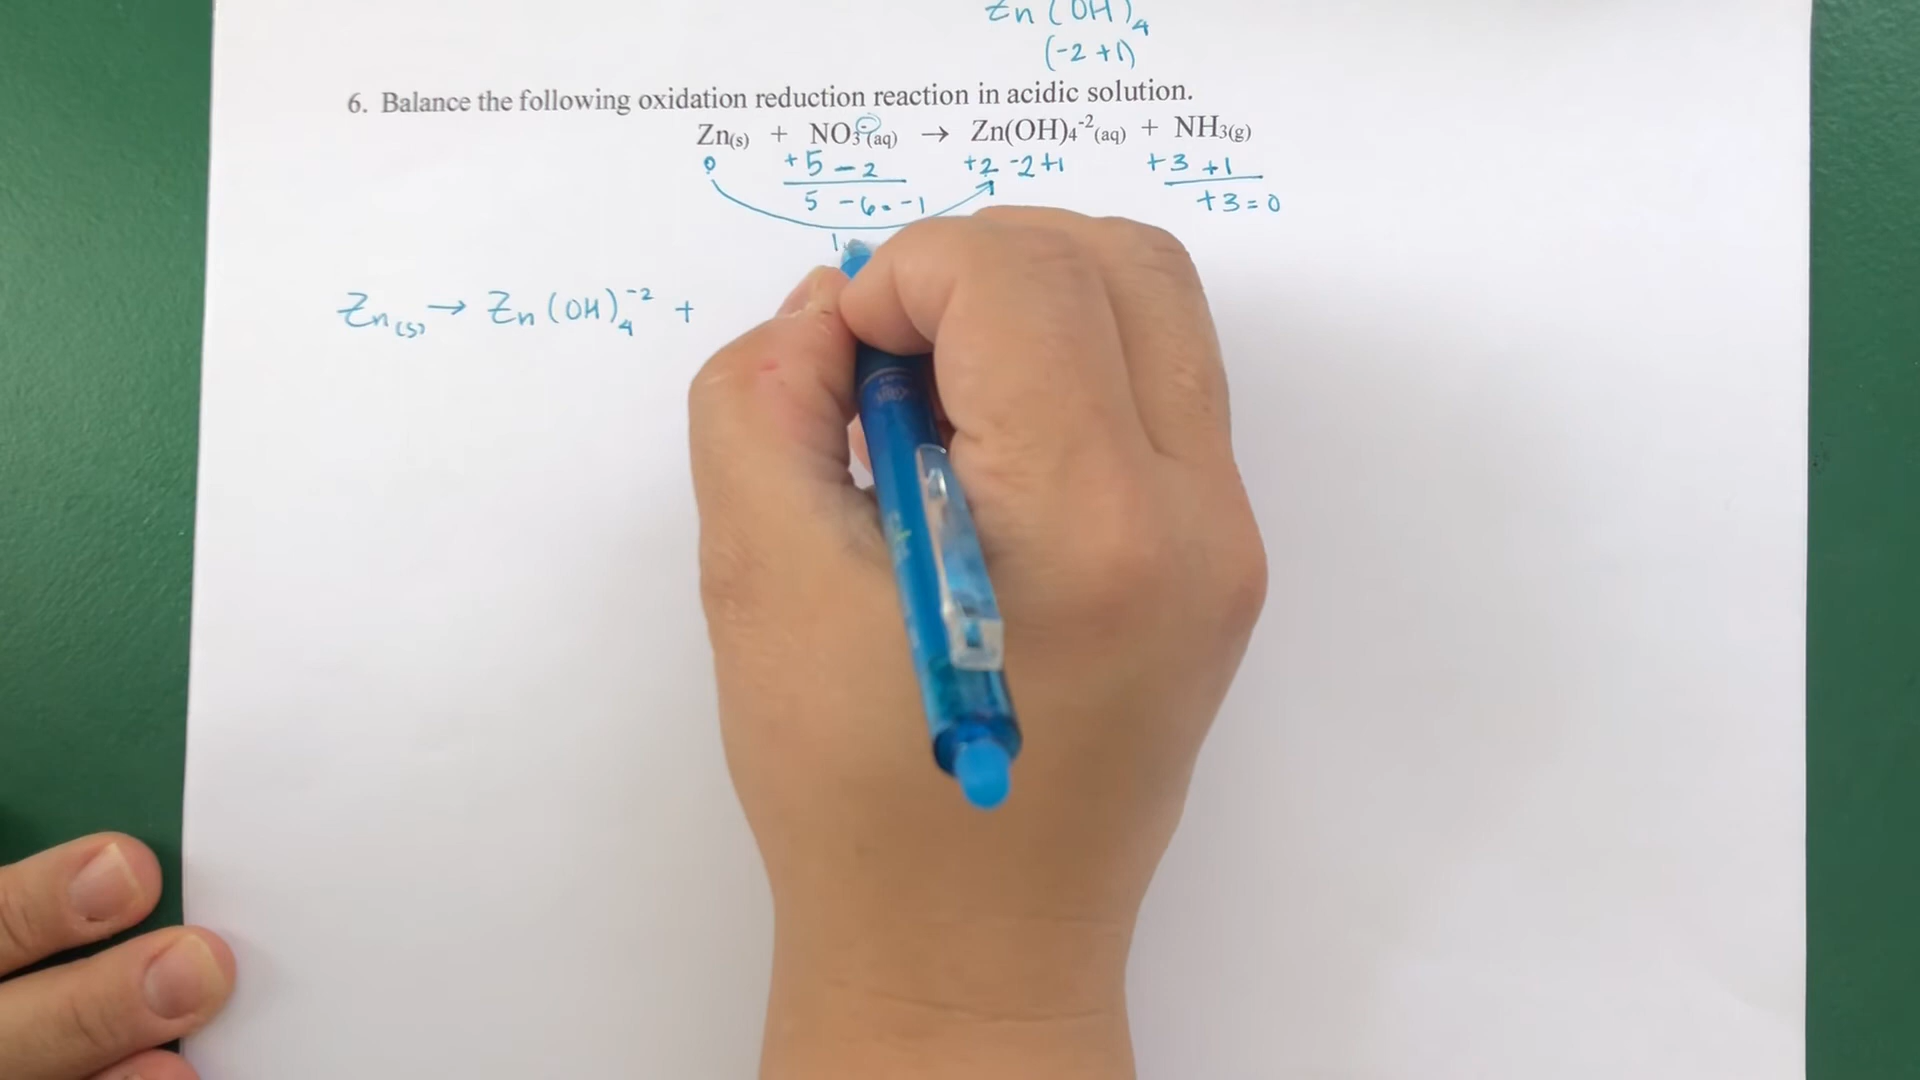 Zn (OH)4
(-2 +1)
6. Balance the following oxidation reduction reaction in acidic solution.
Zn(s) + NO3-(aq) → Zn(OH)4-2(aq) + NH3(g)
0 +5 -2 +2 -2 +1 +3 +1
5 -6 = -1 +3 = 0
Zn(s) → Zn (OH)4 -2 +